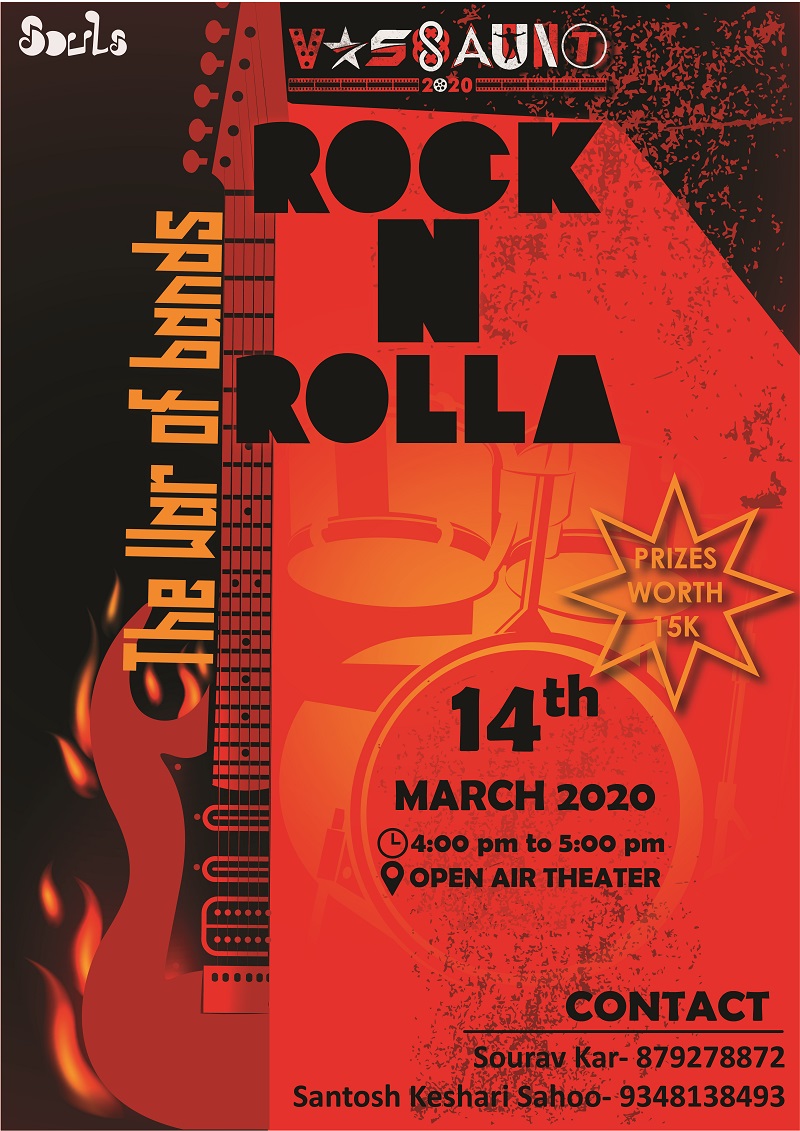 Souls
VASSAUNT
2020
ROCK
N
ROLLA
The War of bands
PRIZES
WORTH
15K
14th
MARCH 2020
4:00 pm to 5:00 pm
OPEN AIR THEATER
CONTACT
Sourav Kar- 879278872
Santosh Keshari Sahoo- 9348138493